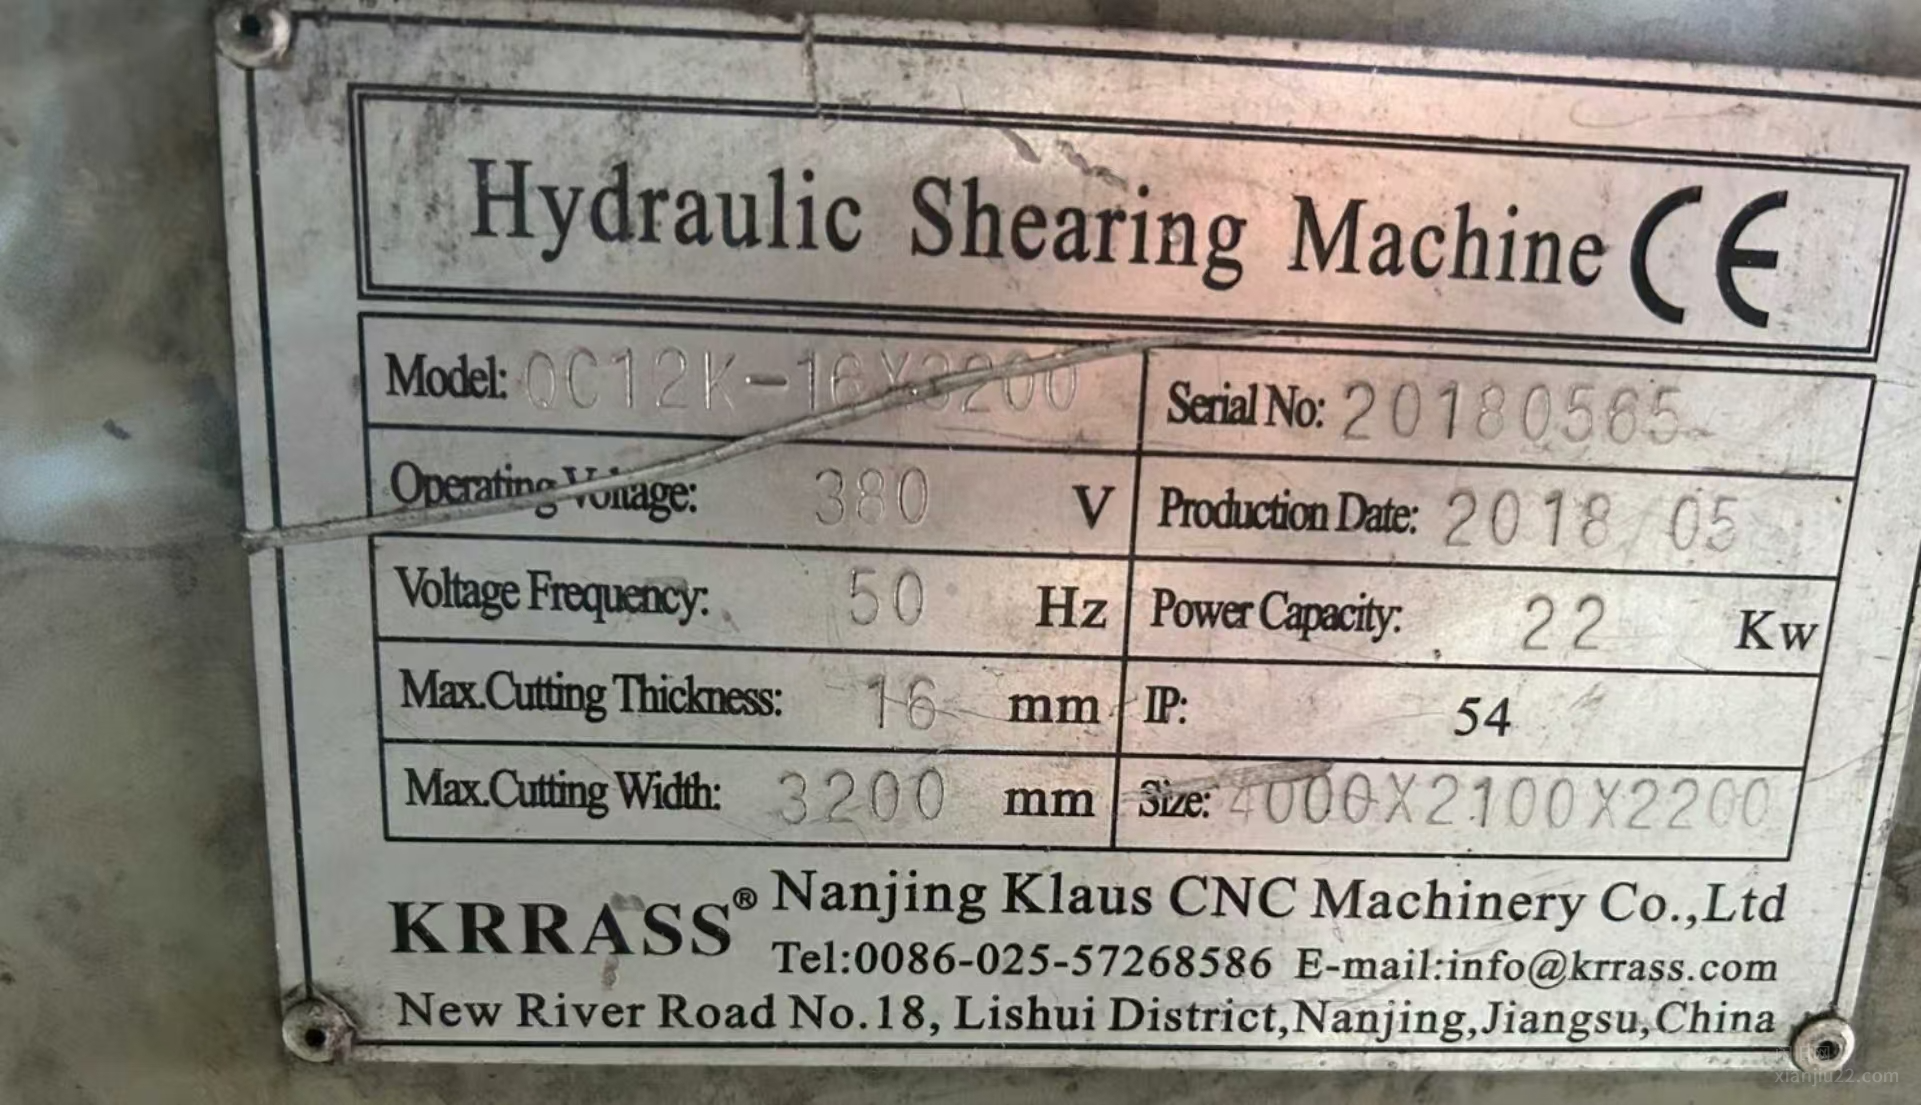 Hydraulic Shearing Machine CE
Model: QC12K-16X3200 Serial No: 20180565
Operating Voltage: 380 V Production Date: 2018/05
Voltage Frequency: 50 Hz Power Capacity: 22 Kw
Max.Cutting Thickness: 16 mm IP: 54
Max.Cutting Width: 3200 mm Size: 4000X2100X2200
KRRASS® Nanjing Klaus CNC Machinery Co.,Ltd
Tel:0086-025-57268586 E-mail:info@krrass.com
New River Road No.18, Lishui District,Nanjing,Jiangsu,China
xianjiu22.com